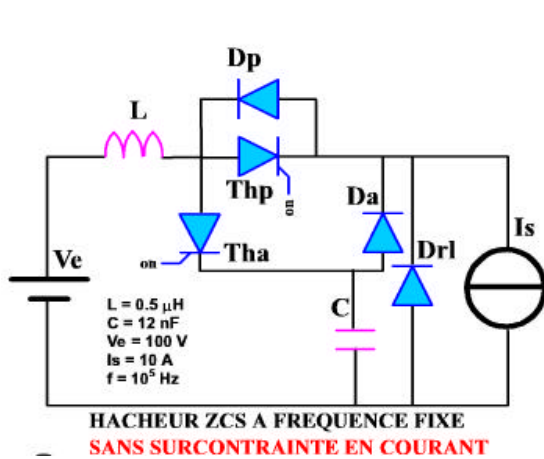 Dp
L
Thp
on
Da
Is
on
Tha
Drl
Ve
C
L = 0.5 µH
C = 12 nF
Ve = 100 V
Is = 10 A
f = 10⁵ Hz
HACHEUR ZCS A FREQUENCE FIXE
SANS SURCONTRAINTE EN COURANT